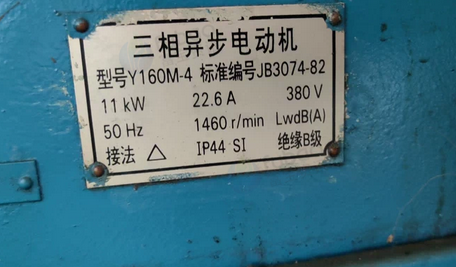 三相异步电动机
型号Y160M-4 标准编号JB3074-82
11 kW 22.6 A 380 V
50 Hz 1460 r/min LwdB(A)
接法 △ IP44 SI 绝缘B级